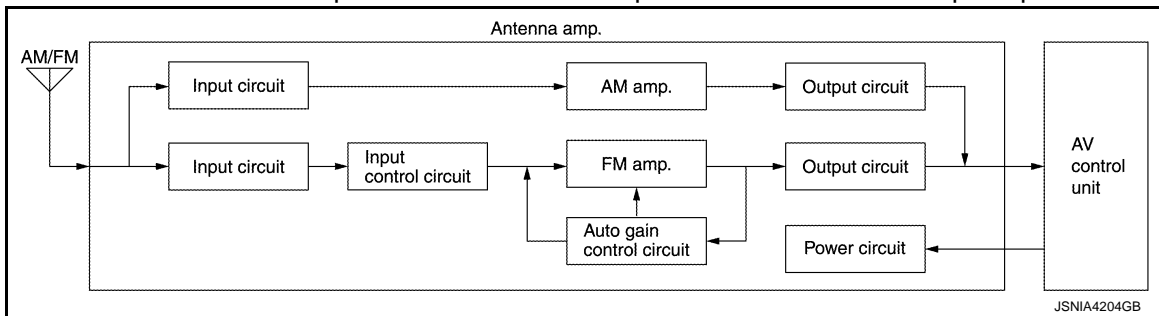 Antenna amp.
AM/FM
Input circuit
AM amp.
Output circuit
Input circuit
Input
control circuit
FM amp.
Output circuit
AV
control
unit
Auto gain
control circuit
Power circuit
JSNIA4204GB